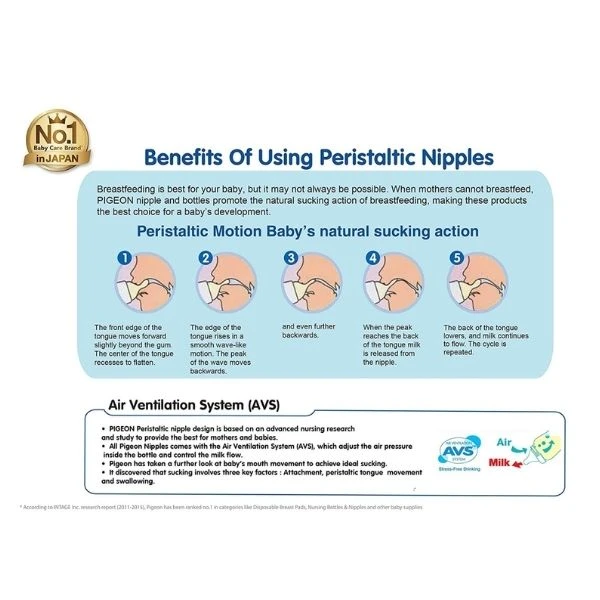 No.1
Baby Care Brand*
in JAPAN
Benefits Of Using Peristaltic Nipples
Breastfeeding is best for your baby, but it may not always be possible. When mothers cannot breastfeed,
PIGEON nipple and bottles promote the natural sucking action of breastfeeding, making these products
the best choice for a baby's development.
Peristaltic Motion Baby's natural sucking action
1
2
3
4
5
The front edge of the
tongue moves forward
slightly beyond the gum.
The center of the tongue
recesses to flatten.
The edge of the
tongue rises in a
smooth wave-like
motion. The peak
of the wave moves
backwards.
and even further
backwards.
When the peak
reaches the back
of the tongue milk
is released from
the nipple.
The back of the tongue
lowers, and milk continues
to flow. The cycle is
repeated.
Air Ventilation System (AVS)
• PIGEON Peristaltic nipple design is based on an advanced nursing research
and study to provide the best for mothers and babies.
• All Pigeon Nipples comes with the Air Ventilation System (AVS), which adjust the air pressure
inside the bottle and control the milk flow.
• Pigeon has taken a further look at baby's mouth movement to achieve ideal sucking.
• It discovered that sucking involves three key factors : Attachment, peristaltic tongue movement
and swallowing.
AIR VENTILATION
AVS
SYSTEM
Stress-Free Drinking
Air
Milk
* According to INTAGE Inc. research report (2011-2015), Pigeon has been ranked no.1 in categories like Disposable Breast Pads, Nursing Bottles & Nipples and other baby supplies